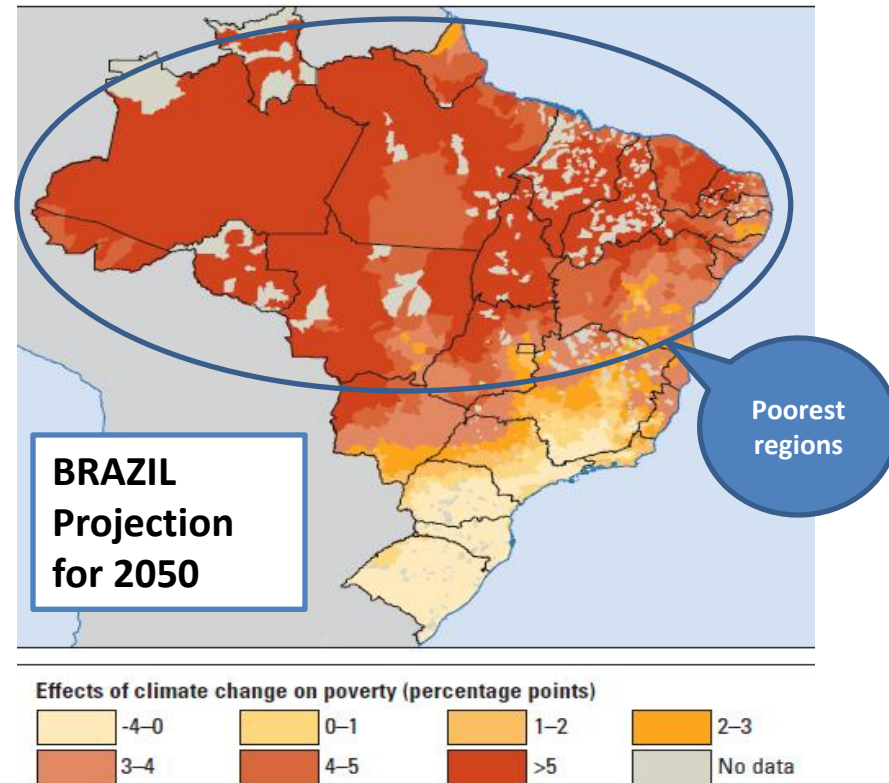 Poorest
regions
BRAZIL
Projection
for 2050
Effects of climate change on poverty (percentage points)
-4–0
0–1
1–2
2–3
3–4
4–5
>5
No data